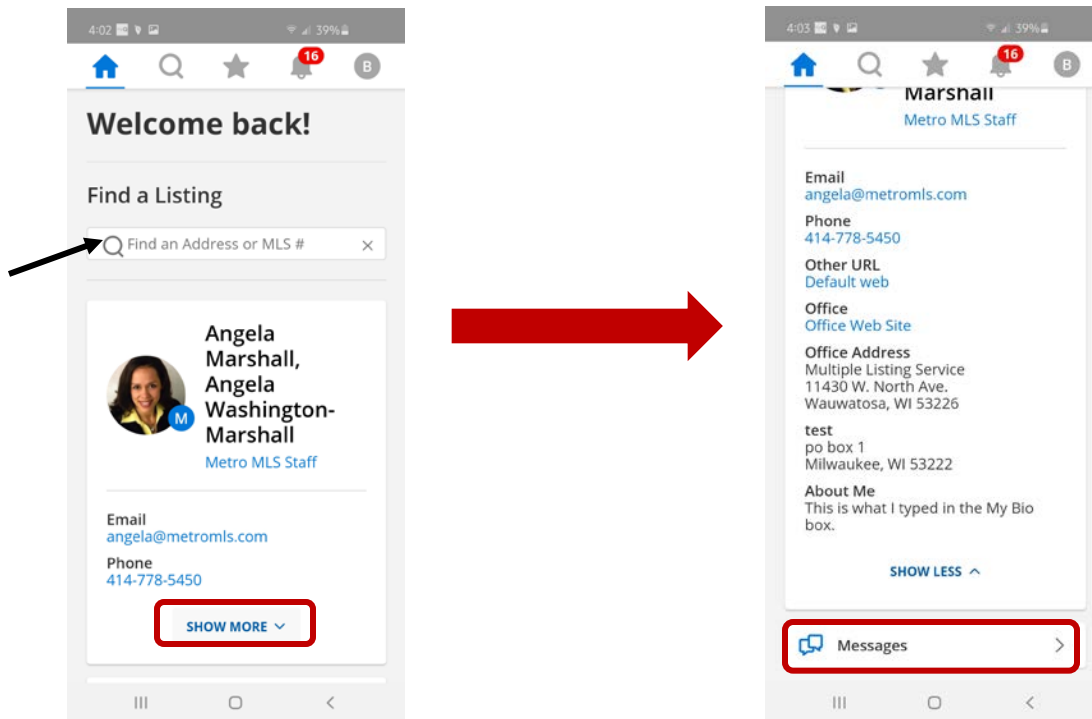 4:02 39%
16 B
Welcome back!
Find a Listing
Find an Address or MLS #
Angela
Marshall,
Angela
Washington-
Marshall
M
Metro MLS Staff
Email
angela@metromls.com
Phone
414-778-5450
SHOW MORE
4:03 39%
16 B
Marshall
Metro MLS Staff
Email
angela@metromls.com
Phone
414-778-5450
Other URL
Default web
Office
Office Web Site
Office Address
Multiple Listing Service
11430 W. North Ave.
Wauwatosa, WI 53226
test
po box 1
Milwaukee, WI 53222
About Me
This is what I typed in the My Bio
box.
SHOW LESS
Messages